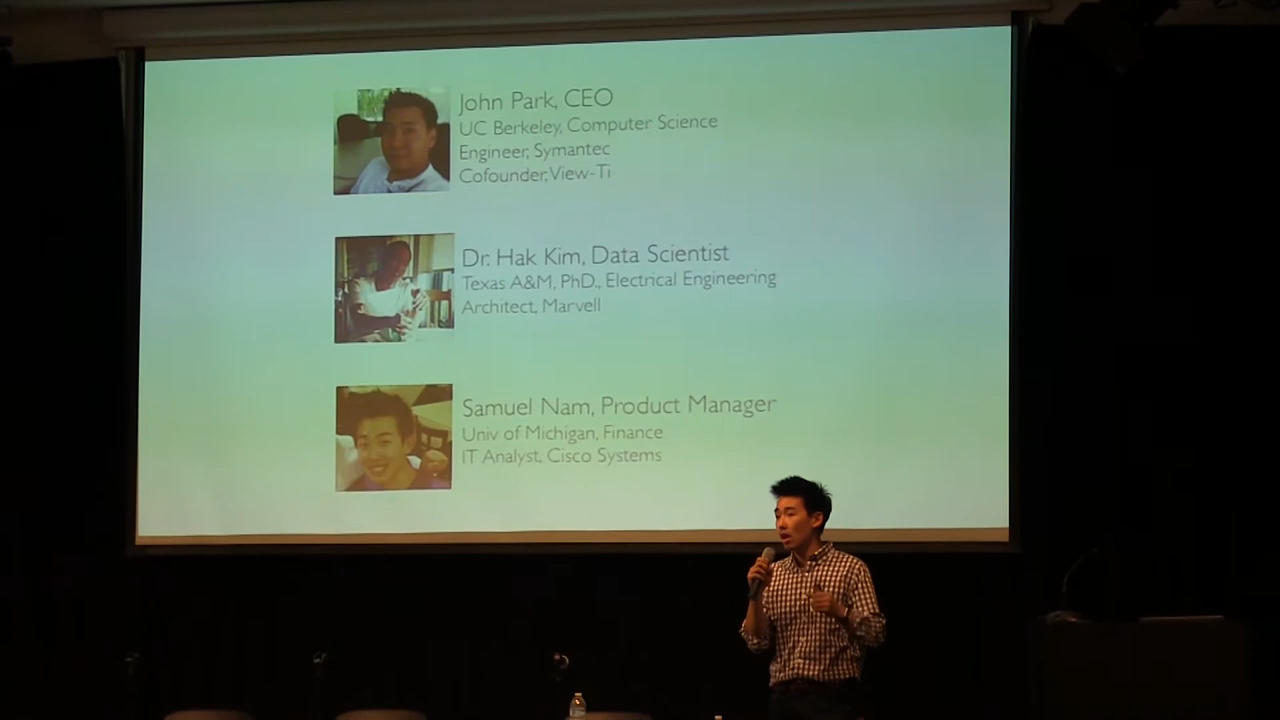 John Park, CEO
UC Berkeley, Computer Science
Engineer, Symantec
Cofounder, View-Ti
Dr. Hak Kim, Data Scientist
Texas A&M, PhD., Electrical Engineering
Architect, Marvell
Samuel Nam, Product Manager
Univ of Michigan, Finance
IT Analyst, Cisco Systems